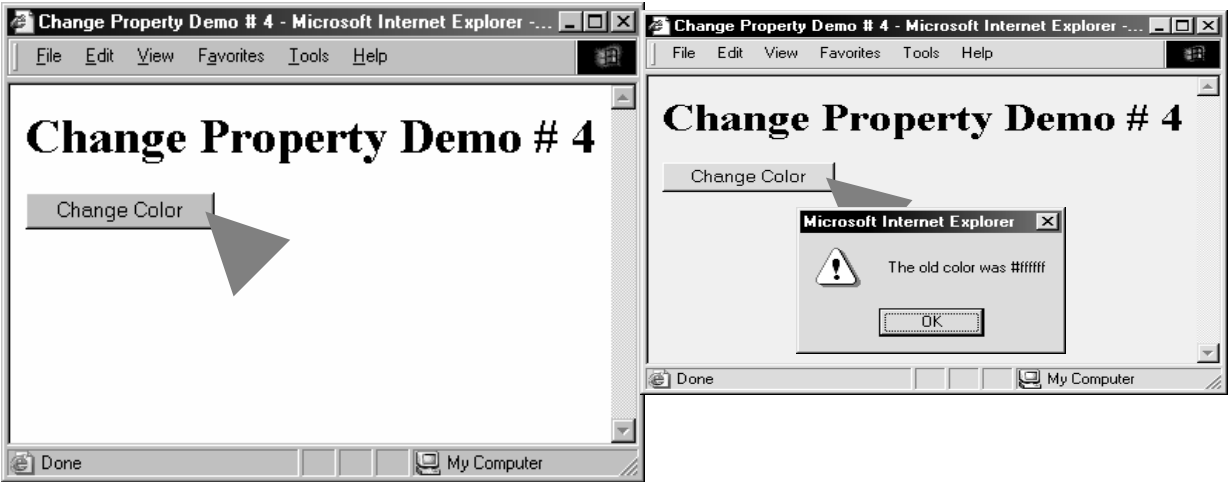 Change Property Demo # 4 - Microsoft Internet Explorer -...
File Edit View Favorites Tools Help
Change Property Demo # 4
Change Color
Done
My Computer
Change Property Demo # 4 - Microsoft Internet Explorer -...
File Edit View Favorites Tools Help
Change Property Demo # 4
Change Color
Microsoft Internet Explorer
The old color was #ffffff
OK
Done
My Computer